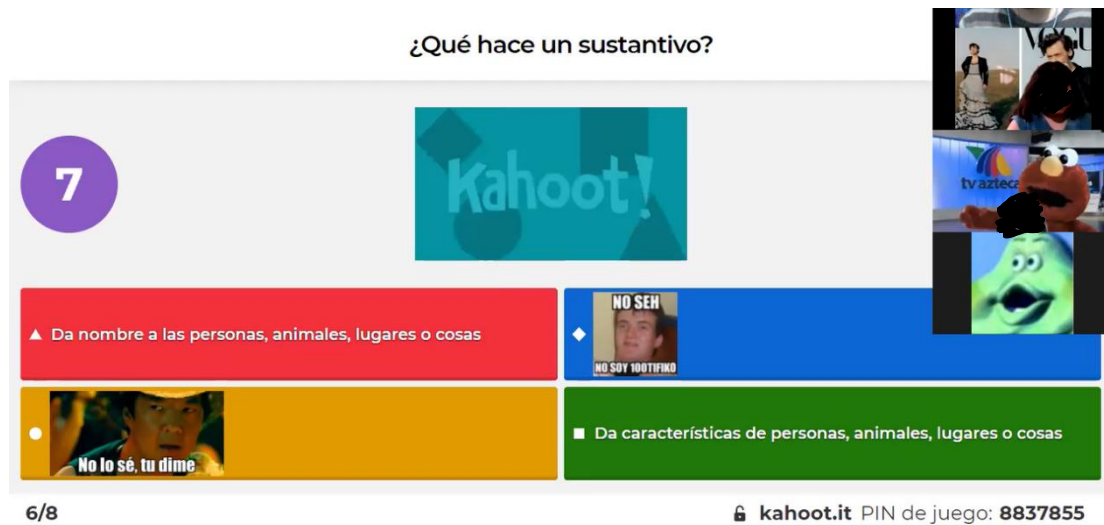 ¿Qué hace un sustantivo?
VOGU
7
Kahoot!
tv azteca
Da nombre a las personas, animales, lugares o cosas
NO SEH
NO SOY 100TIFIKO
No lo sé, tu dime
Da características de personas, animales, lugares o cosas
6/8
kahoot.it PIN de juego: 8837855